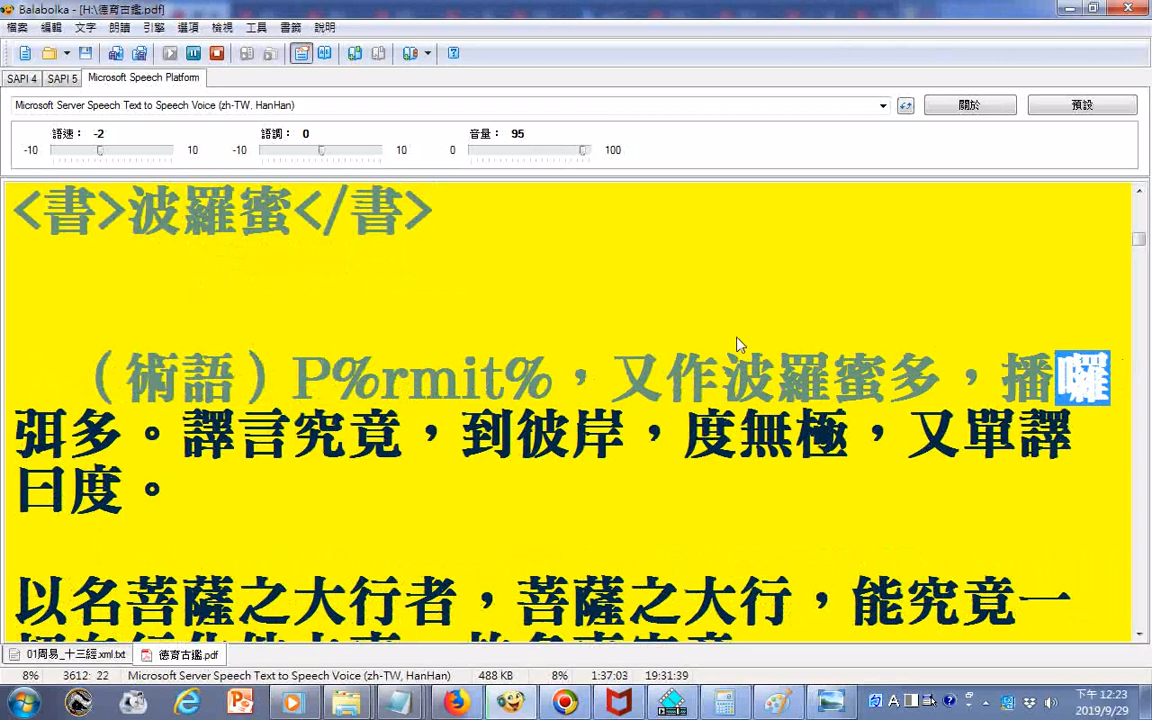 Balabolka - [H:\德育古鑑.pdf]
檔案 編輯 文字 朗讀 引擎 選項 檢視 工具 書籤 說明
SAPI 4 SAPI 5 Microsoft Speech Platform
Microsoft Server Speech Text to Speech Voice (zh-TW, HanHan) 關於 預設
語速： -2 語調： 0 音量： 95
-10 10 -10 10 0 100
<書>波羅蜜</書>
（術語）P%rmit%，又作波羅蜜多，播囉
弭多。譯言究竟，到彼岸，度無極，又單譯
曰度。
以名菩薩之大行者，菩薩之大行，能究竟一
01周易_十三經.xml.txt 德育古鑑.pdf
8% 3612: 22 Microsoft Server Speech Text to Speech Voice (zh-TW, HanHan) 488 KB 8% 1:37:03 19:31:39
下午 12:23
2019/9/29